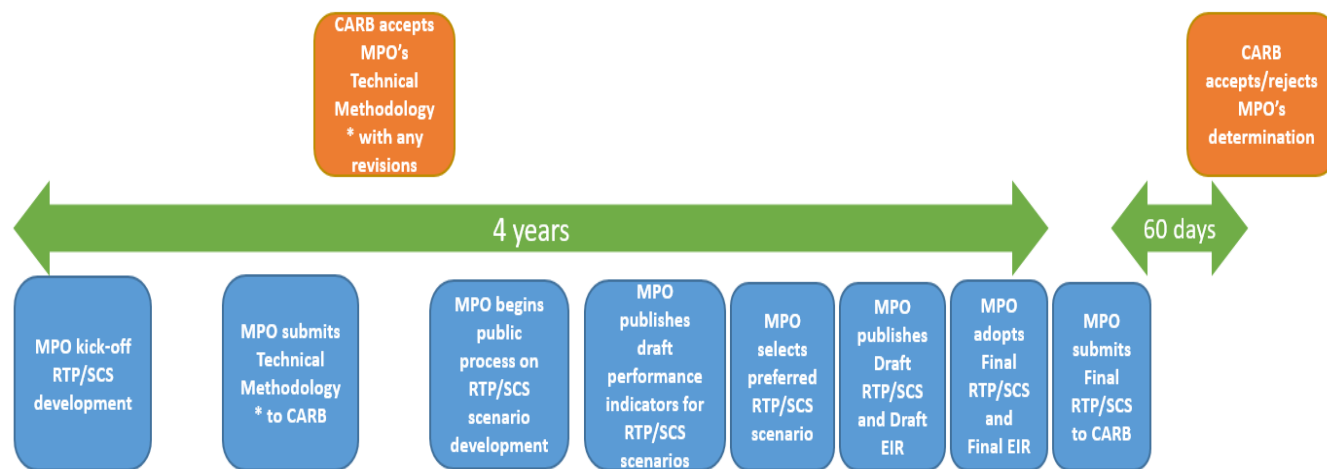 CARB accepts
MPO's
Technical
Methodology
* with any
revisions
CARB
accepts/rejects
MPO's
determination
4 years
60 days
MPO kick-off
RTP/SCS
development
MPO submits
Technical
Methodology
* to CARB
MPO begins
public
process on
RTP/SCS
scenario
development
MPO
publishes
draft
performance
indicators for
RTP/SCS
scenarios
MPO
selects
preferred
RTP/SCS
scenario
MPO
publishes
Draft
RTP/SCS
and Draft
EIR
MPO
adopts
Final
RTP/SCS
and
Final EIR
MPO
submits
Final
RTP/SCS
to CARB